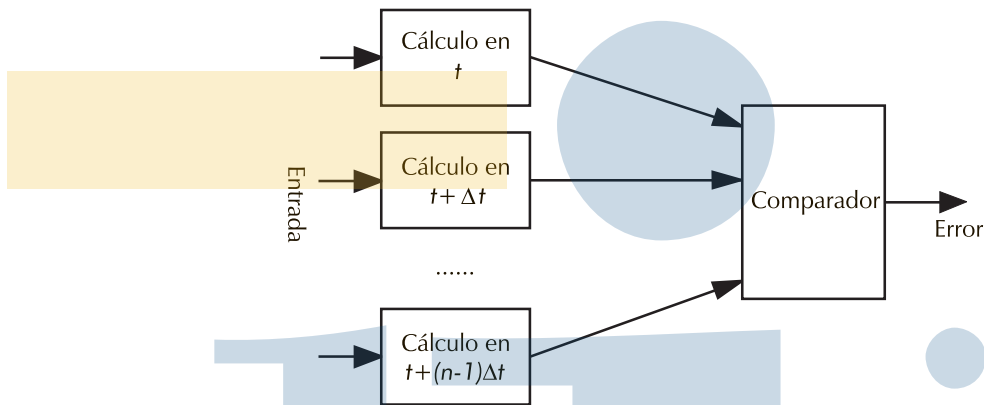 Cálculo en
t
Entrada
Cálculo en
t+ Δt
Comparador
Error
......
Cálculo en
t+(n-1)Δt